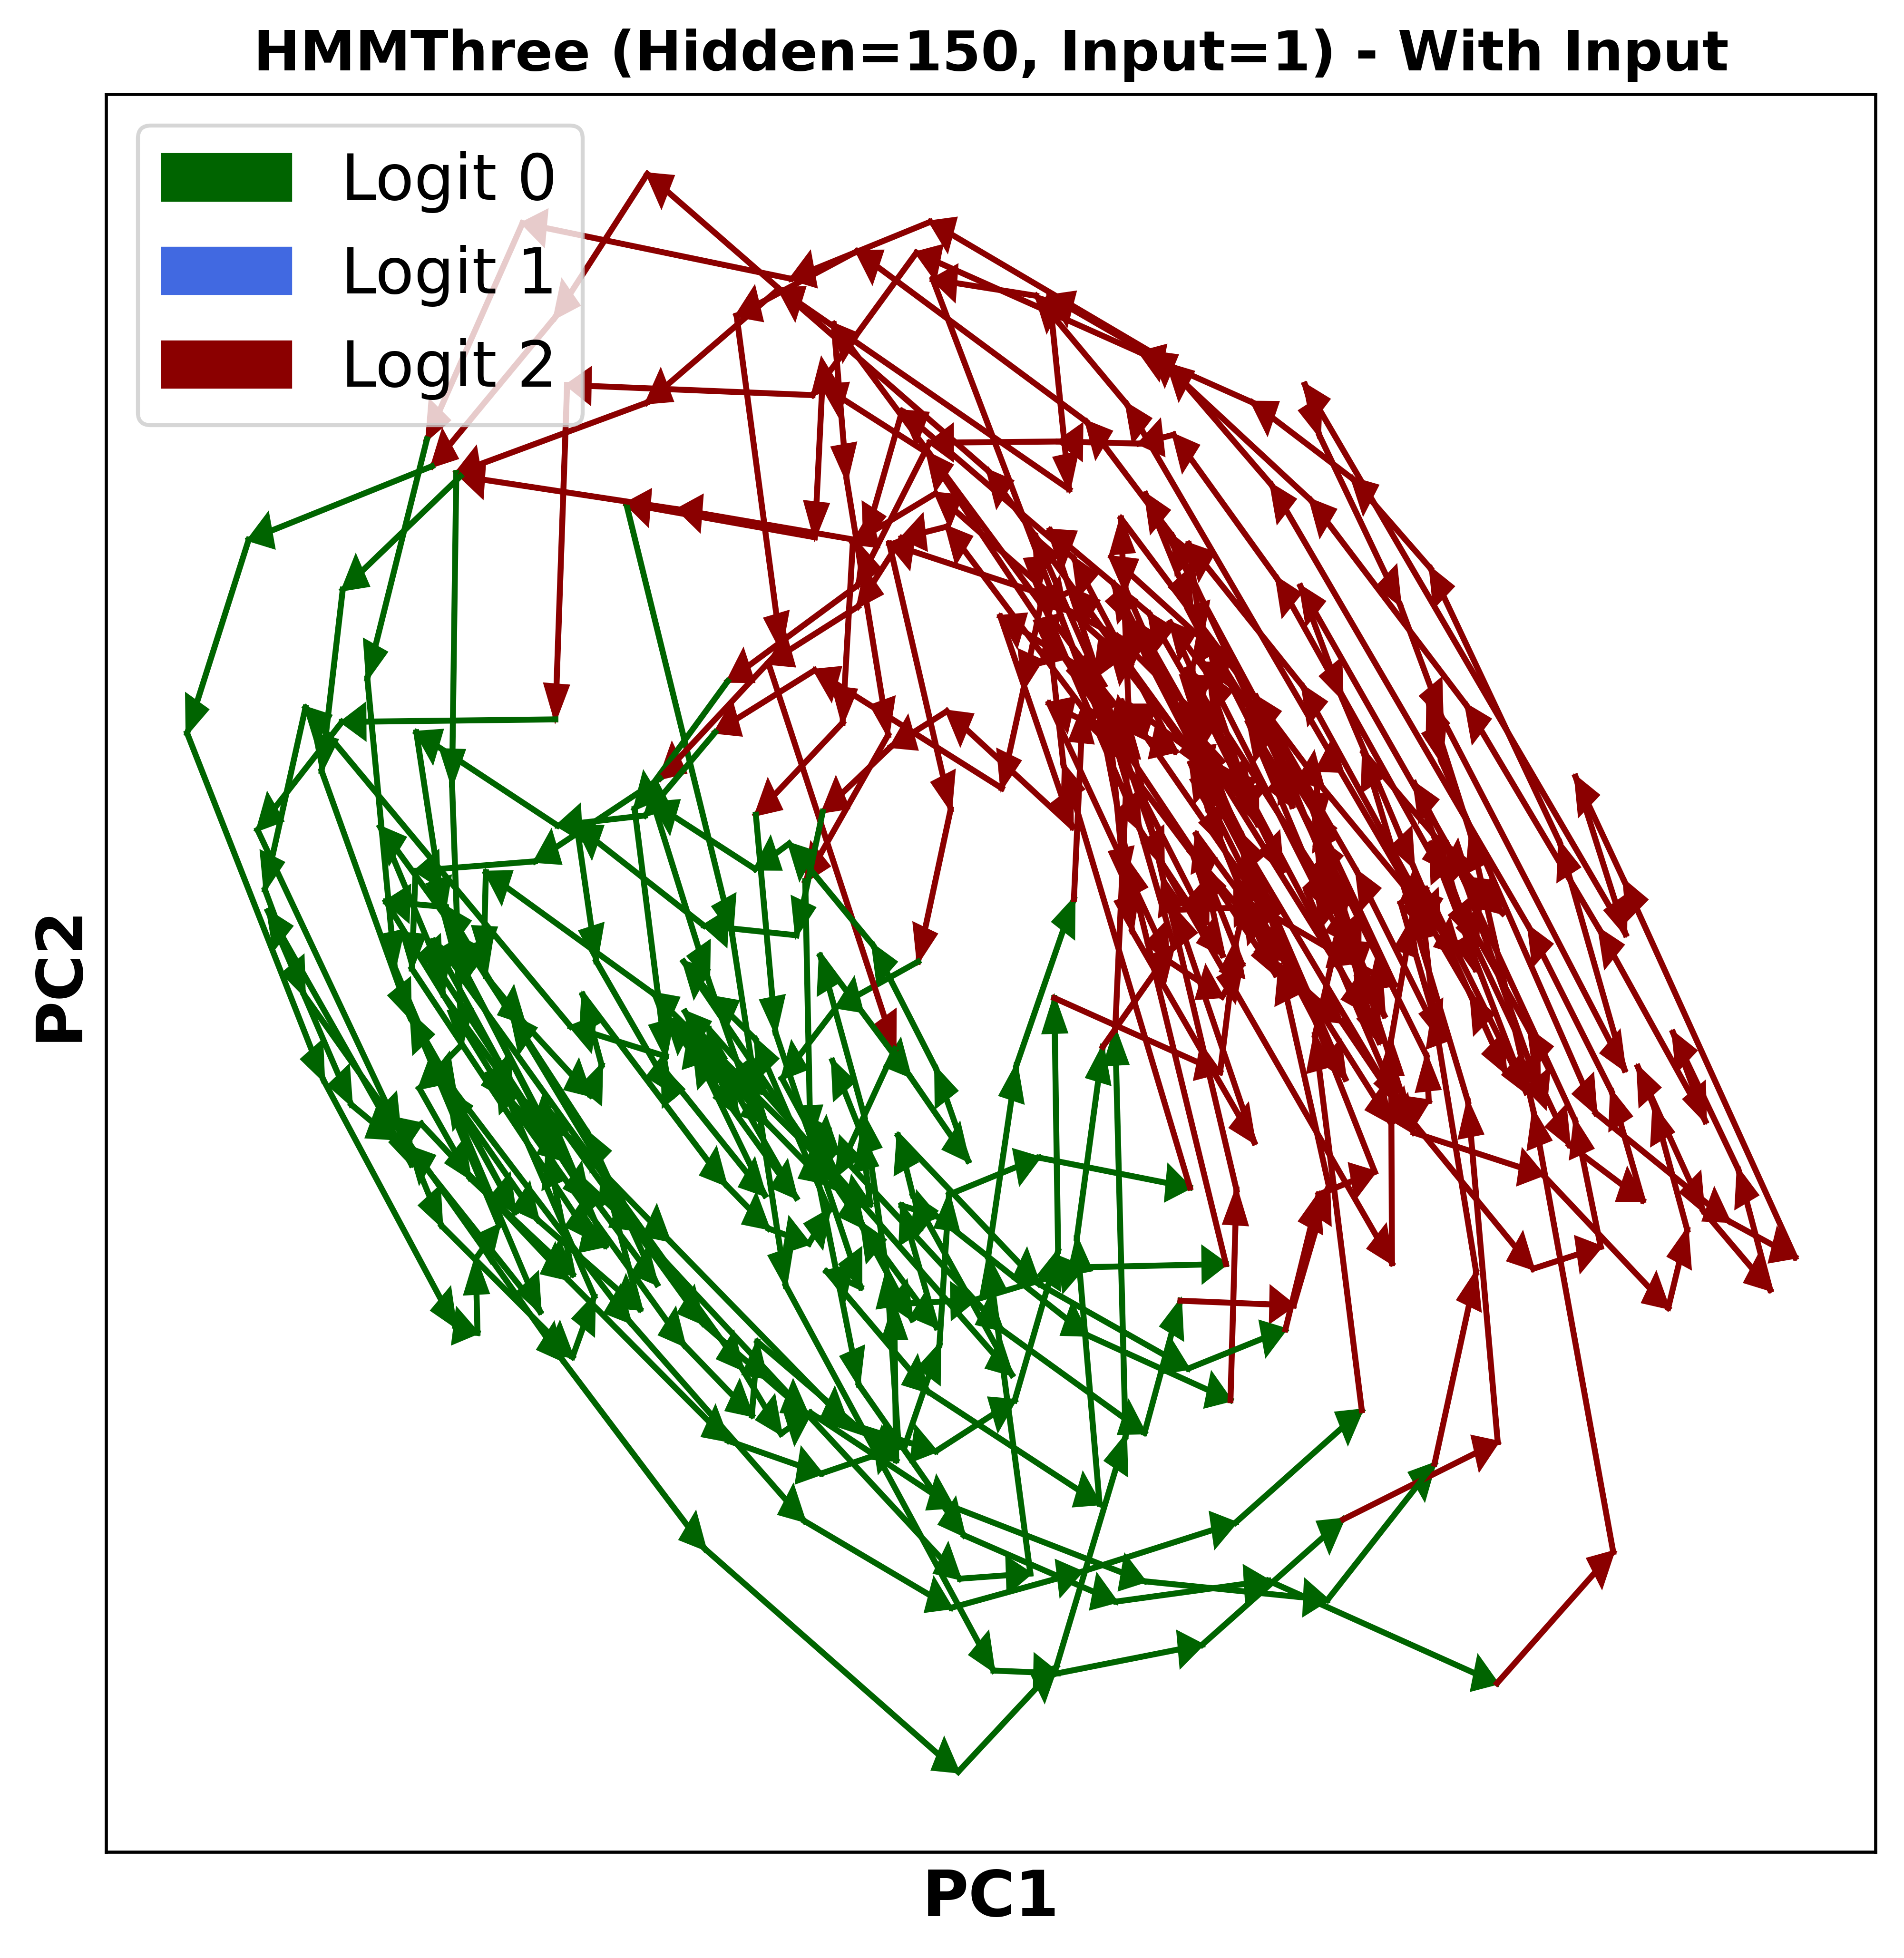 HMMThree (Hidden=150, Input=1) - With Input
Logit 0
Logit 1
Logit 2
PC2
PC1